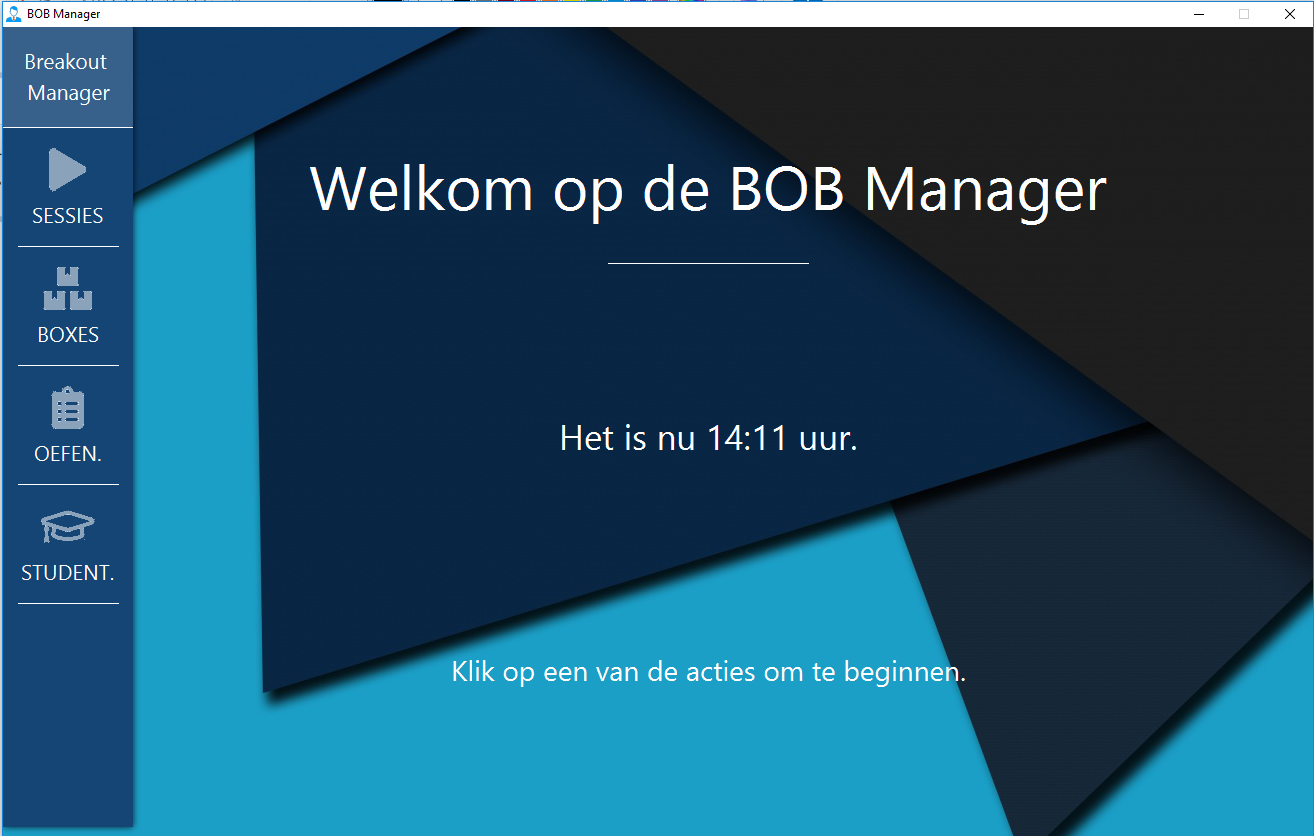 BOB Manager
Breakout
Manager
SESSIES
BOXES
OEFEN.
STUDENT.
Welkom op de BOB Manager
Het is nu 14:11 uur.
Klik op een van de acties om te beginnen.